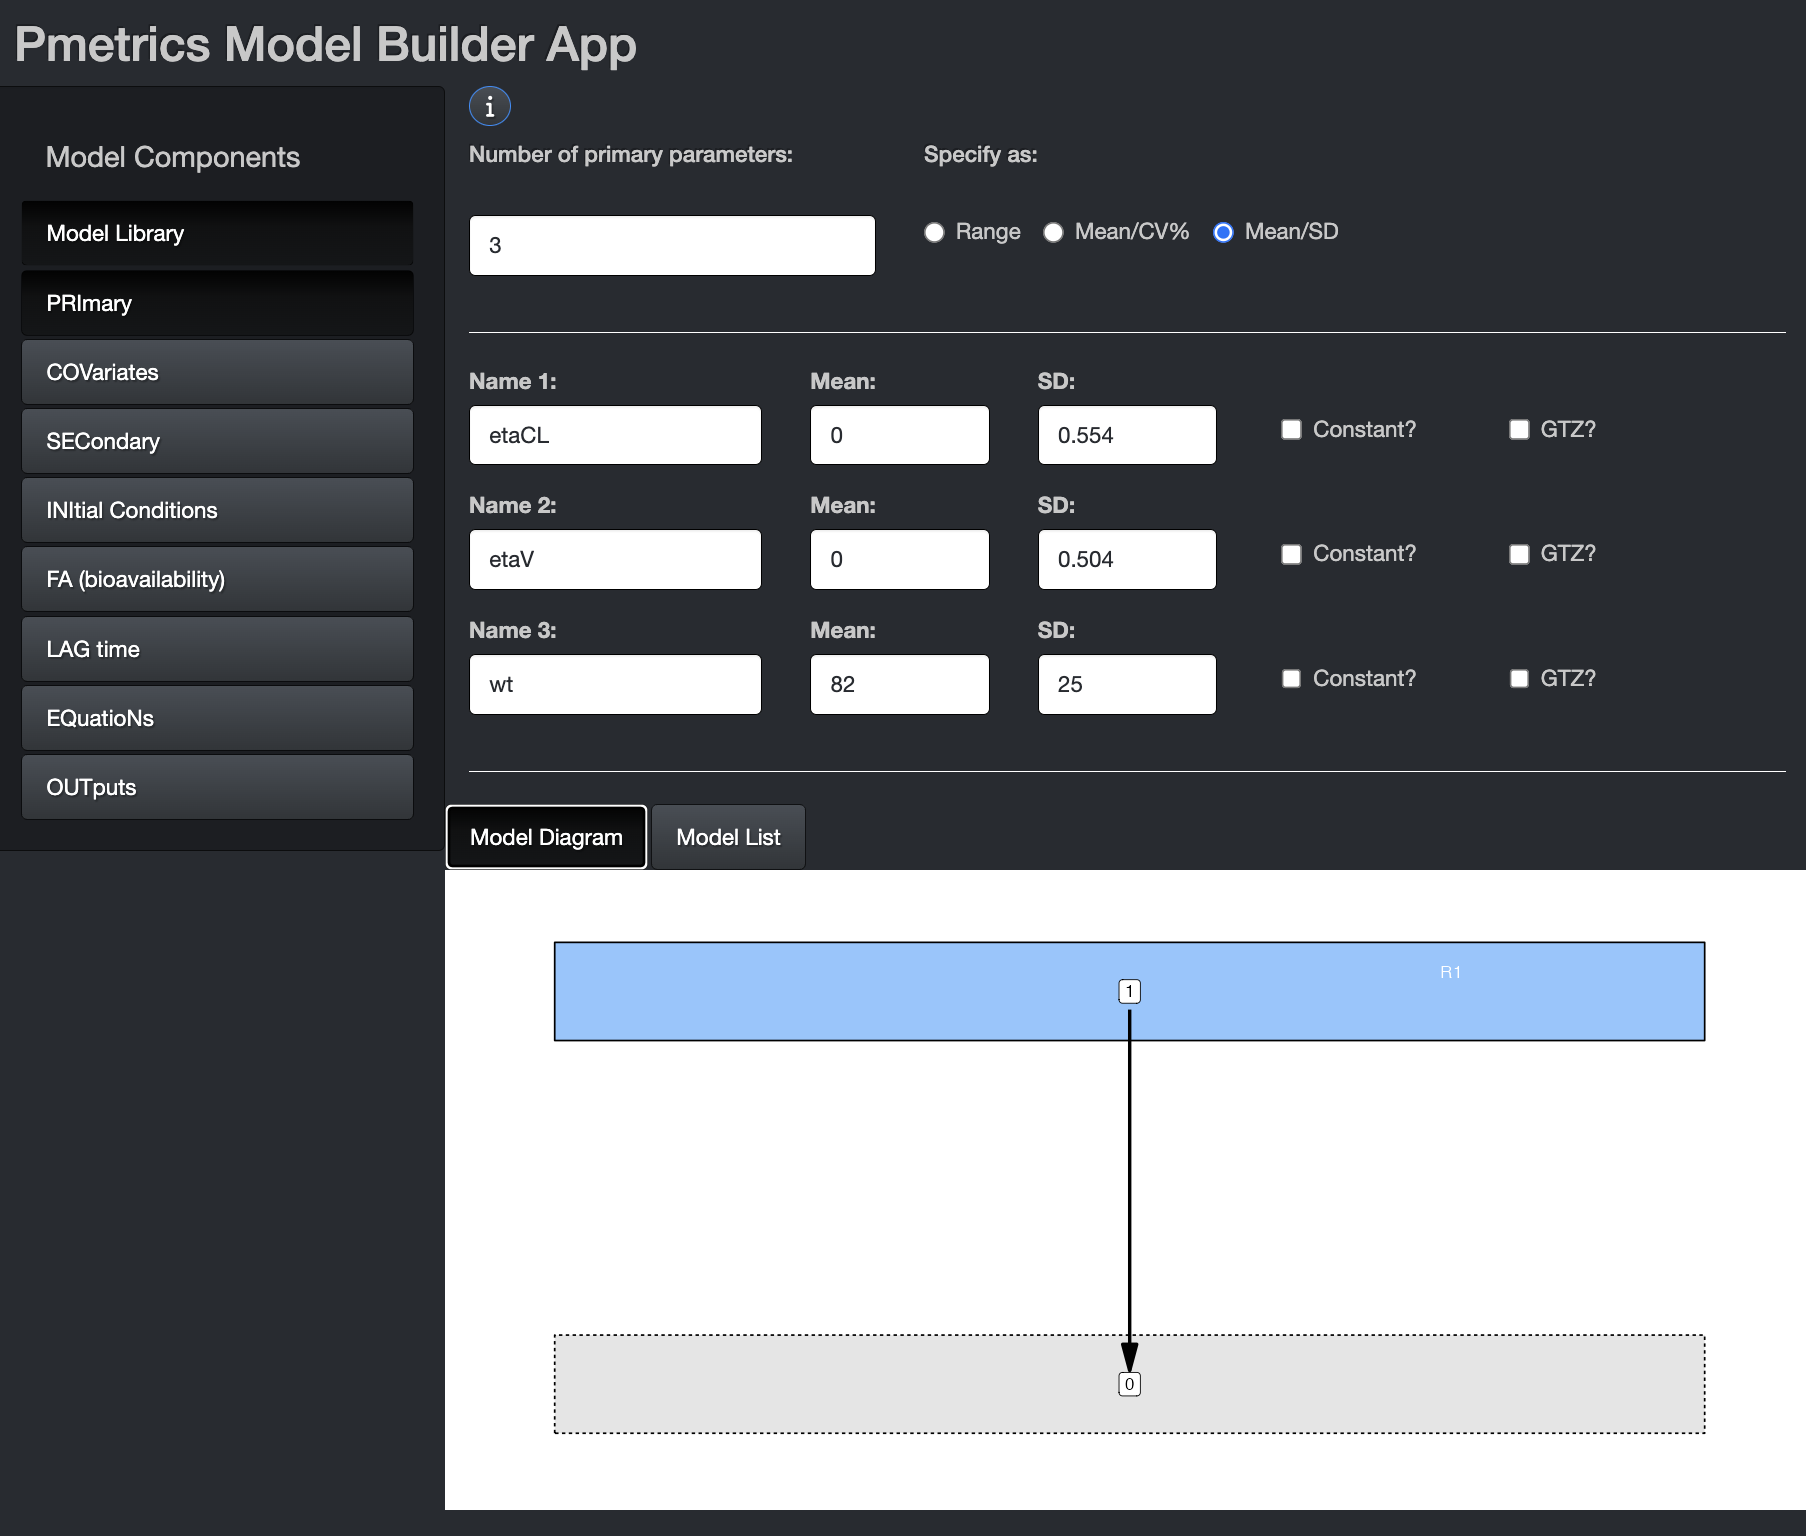 Pmetrics Model Builder App
Model Components
Model Library
PRImary
COVariates
SECondary
INItial Conditions
FA (bioavailability)
LAG time
EQuatioNs
OUTputs
i
Number of primary parameters:
Specify as:
3
Range
Mean/CV%
Mean/SD
Name 1:
Mean:
SD:
etaCL
0
0.554
Constant?
GTZ?
Name 2:
Mean:
SD:
etaV
0
0.504
Constant?
GTZ?
Name 3:
Mean:
SD:
wt
82
25
Constant?
GTZ?
Model Diagram
Model List
R1
1
0